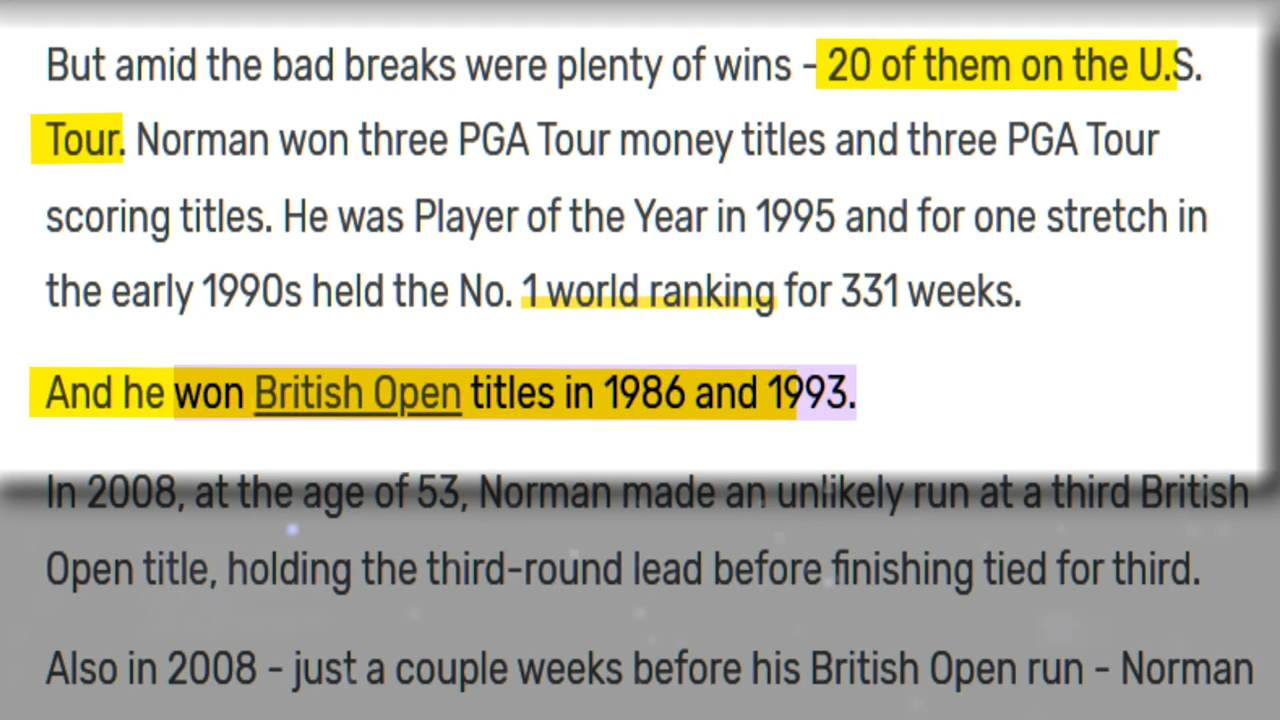 But amid the bad breaks were plenty of wins - 20 of them on the U.S.
Tour. Norman won three PGA Tour money titles and three PGA Tour
scoring titles. He was Player of the Year in 1995 and for one stretch in
the early 1990s held the No. 1 world ranking for 331 weeks.
And he won British Open titles in 1986 and 1993.
In 2008, at the age of 53, Norman made an unlikely run at a third British
Open title, holding the third-round lead before finishing tied for third.
Also in 2008 - just a couple weeks before his British Open run - Norman